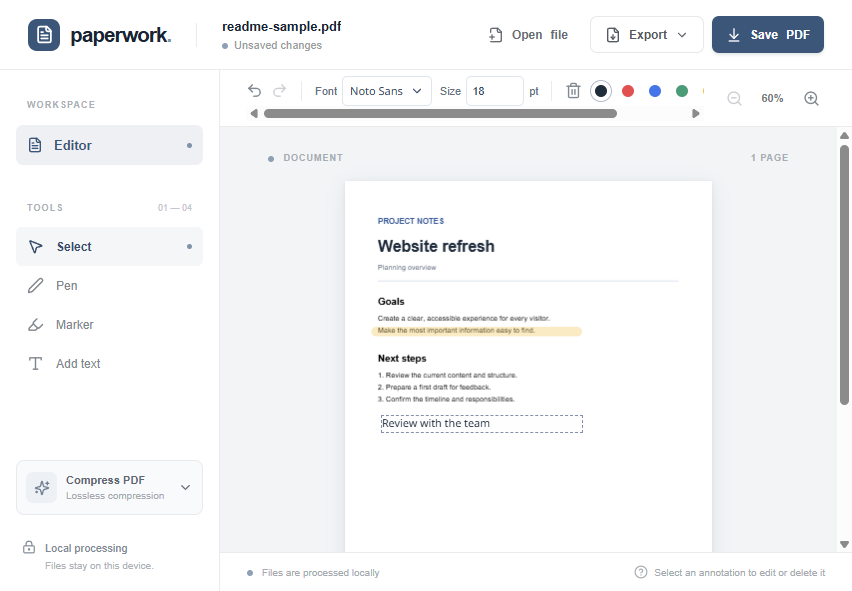 paperwork.
readme-sample.pdf
Unsaved changes
Open file
Export
Save PDF
WORKSPACE
Editor
TOOLS
01 — 04
Select
Pen
Marker
Add text
Compress PDF
Lossless compression
Local processing
Files stay on this device.
Font
Noto Sans
Size
18
pt
60%
DOCUMENT
1 PAGE
PROJECT NOTES
Website refresh
Planning overview
Goals
Create a clear, accessible experience for every visitor.
Make the most important information easy to find.
Next steps
1. Review the current content and structure.
2. Prepare a first draft for feedback.
3. Confirm the timeline and responsibilities.
Review with the team
Files are processed locally
Select an annotation to edit or delete it